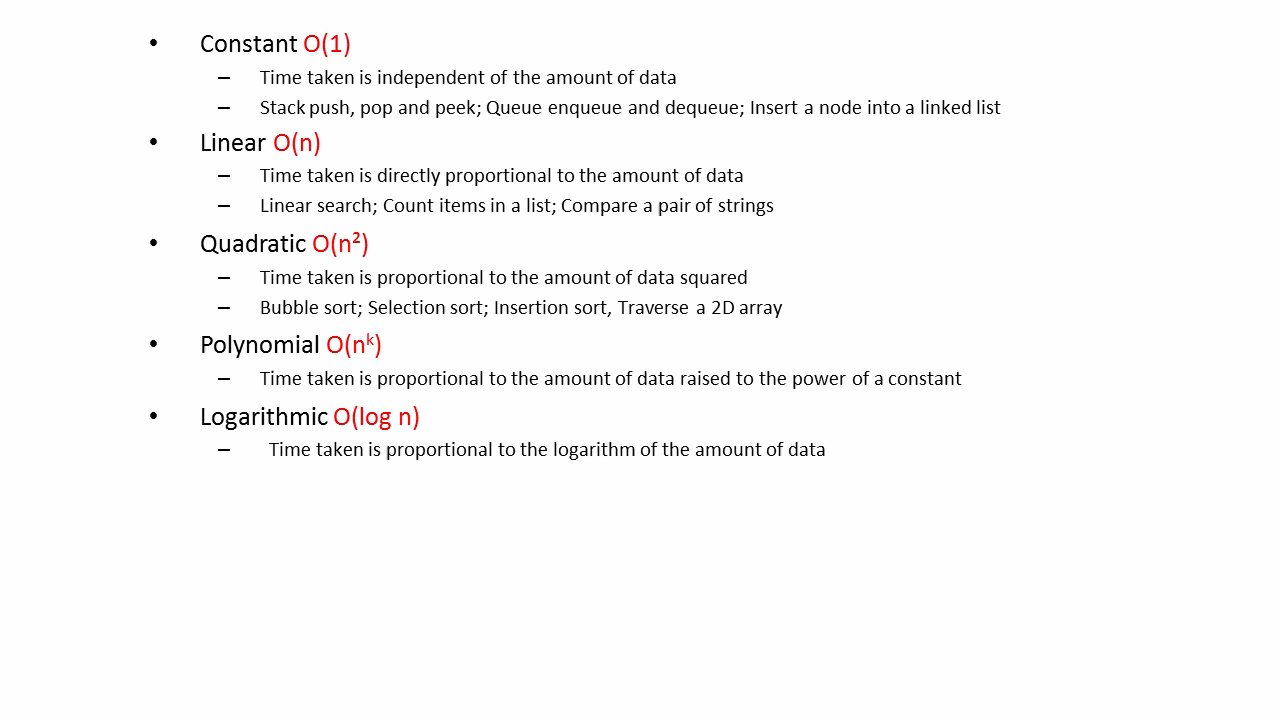 • Constant O(1)
– Time taken is independent of the amount of data
– Stack push, pop and peek; Queue enqueue and dequeue; Insert a node into a linked list
• Linear O(n)
– Time taken is directly proportional to the amount of data
– Linear search; Count items in a list; Compare a pair of strings
• Quadratic O(n²)
– Time taken is proportional to the amount of data squared
– Bubble sort; Selection sort; Insertion sort, Traverse a 2D array
• Polynomial O(nᵏ)
– Time taken is proportional to the amount of data raised to the power of a constant
• Logarithmic O(log n)
– Time taken is proportional to the logarithm of the amount of data